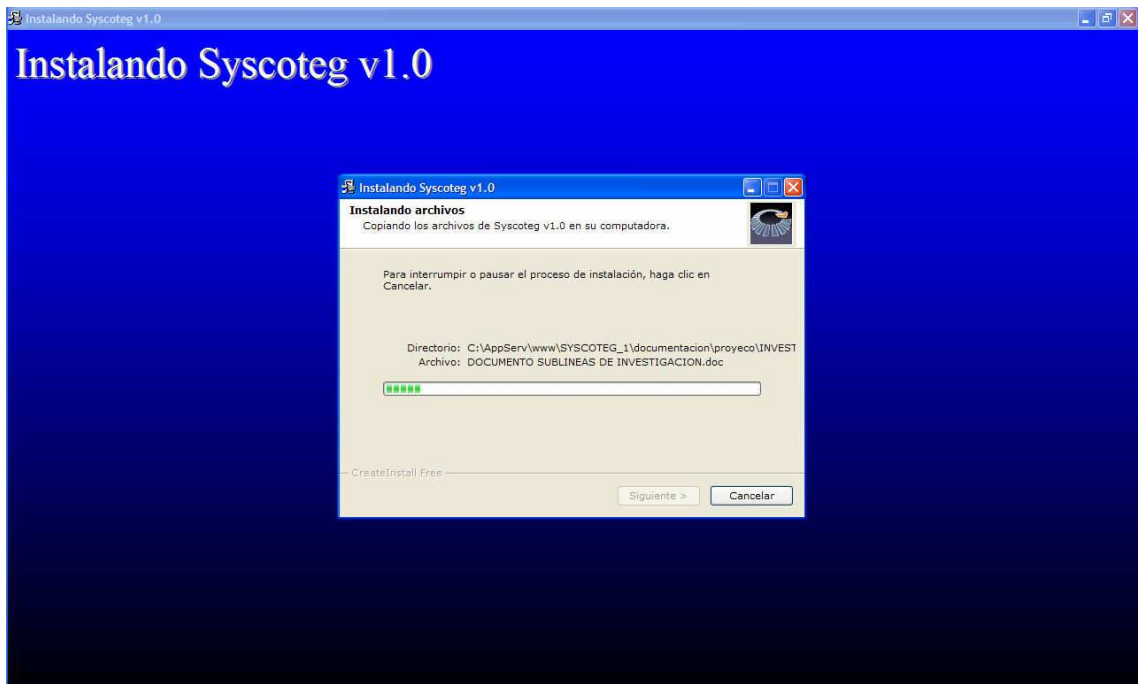 Instalando Syscoteg v1.0
Instalando Syscoteg v1.0
Instalando Syscoteg v1.0
Instalando archivos
Copiando los archivos de Syscoteg v1.0 en su computadora.
Para interrumpir o pausar el proceso de instalación, haga clic en
Cancelar.
Directorio: C:\AppServ\www\SYSCOTEG_1\documentacion\proyeco\INVEST
Archivo: DOCUMENTO SUBLINEAS DE INVESTIGACION.doc
CreateInstall Free
Siguiente > Cancelar